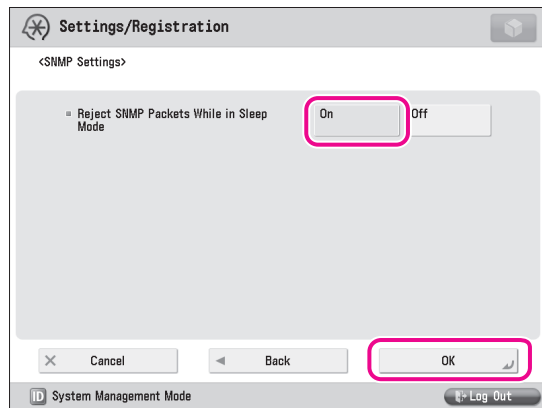 Settings/Registration
<SNMP Settings>
Reject SNMP Packets While in Sleep
Mode
On
Off
Cancel
Back
OK
ID System Management Mode
Log Out